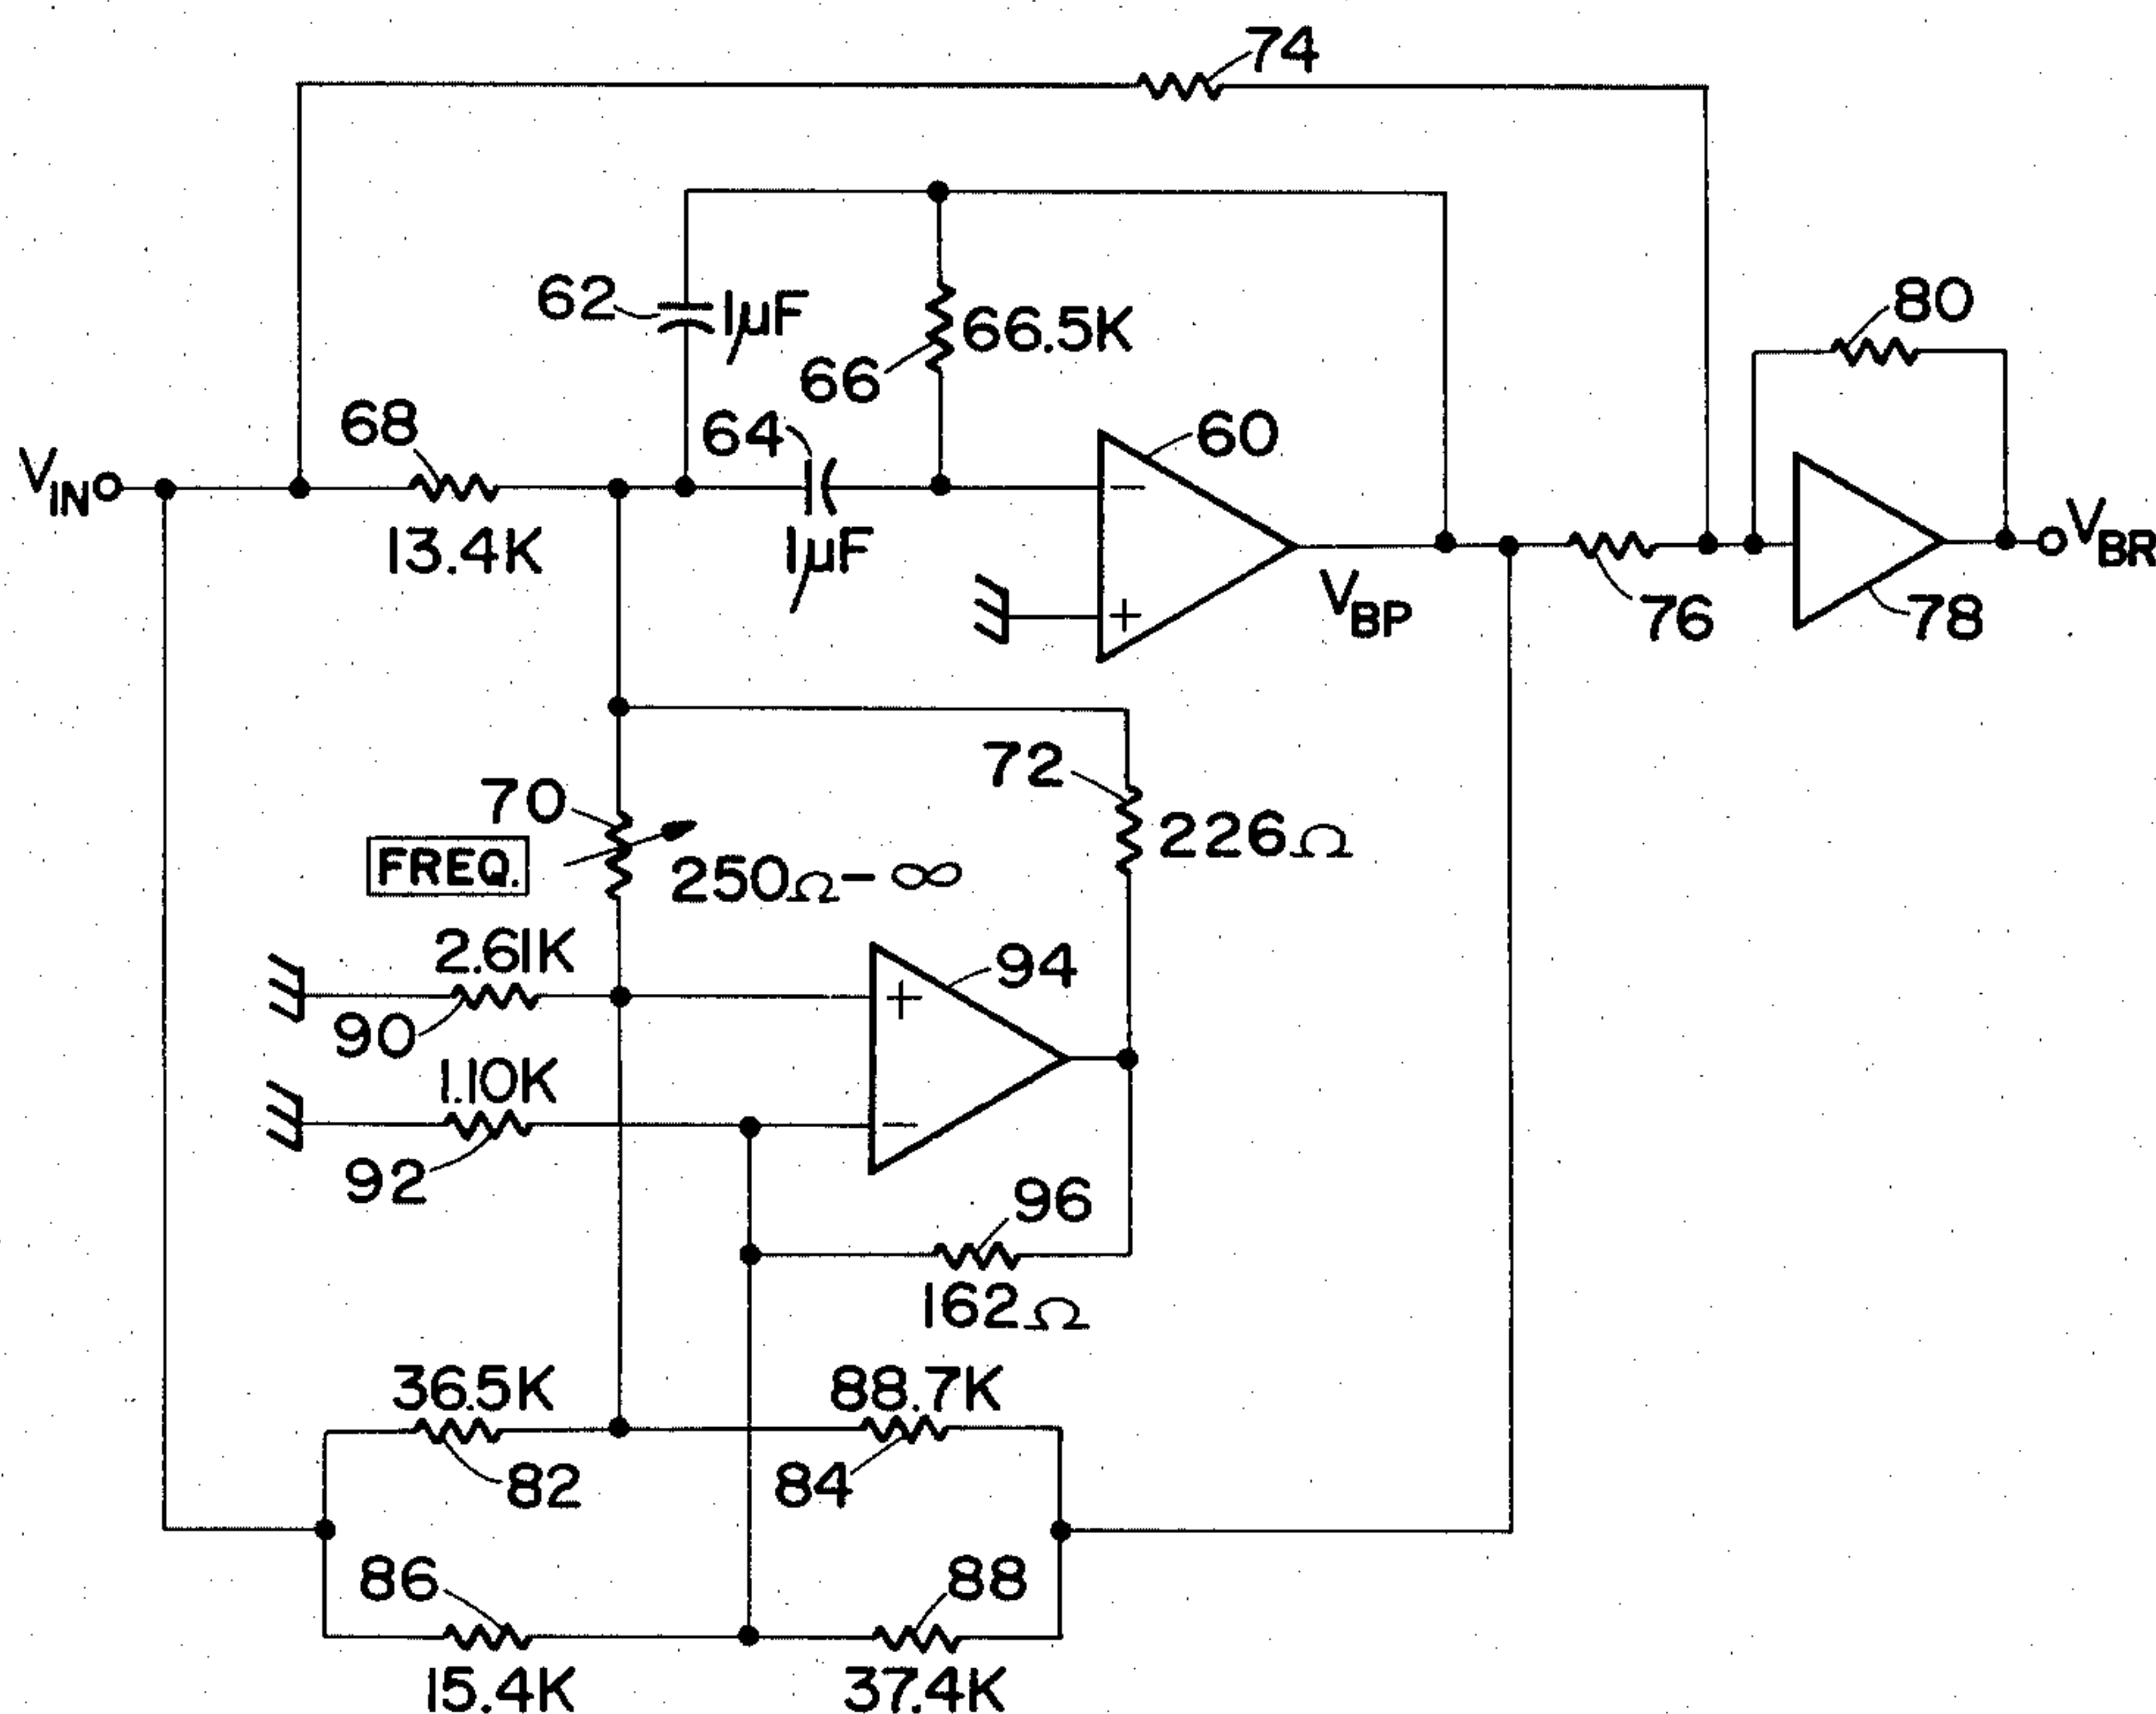 74
62
1μF
66.5K
66
80
68
64
60
V_IN
13.4K
1μF
V_BP
V_BR
76
78
72
226Ω
70
FREQ.
250Ω-∞
2.61K
90
94
+
1.10K
92
−
96
162Ω
36.5K
88.7K
82
84
86
88
15.4K
37.4K
−
+